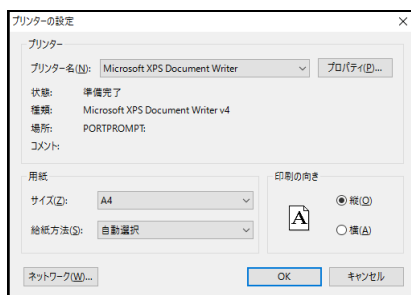 プリンターの設定
プリンター
プリンター名(N): Microsoft XPS Document Writer プロパティ(P)...
状態: 準備完了
種類: Microsoft XPS Document Writer v4
場所: PORTPROMPT:
コメント:
用紙
サイズ(Z): A4
給紙方法(S): 自動選択
印刷の向き
A
縦(O)
横(A)
ネットワーク(W)... OK キャンセル